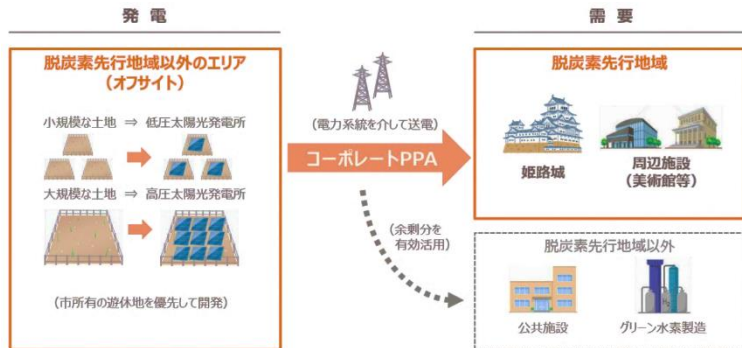 発電
需要
脱炭素先行地域以外のエリア
(オフサイト)
小規模な土地 ⇒ 低圧太陽光発電所
大規模な土地 ⇒ 高圧太陽光発電所
(市所有の遊休地を優先して開発)
(電力系統を介して送電)
コーポレートPPA
(余剰分を
有効活用)
脱炭素先行地域
姫路城
周辺施設
(美術館等)
脱炭素先行地域以外
公共施設
H₂
グリーン水素製造